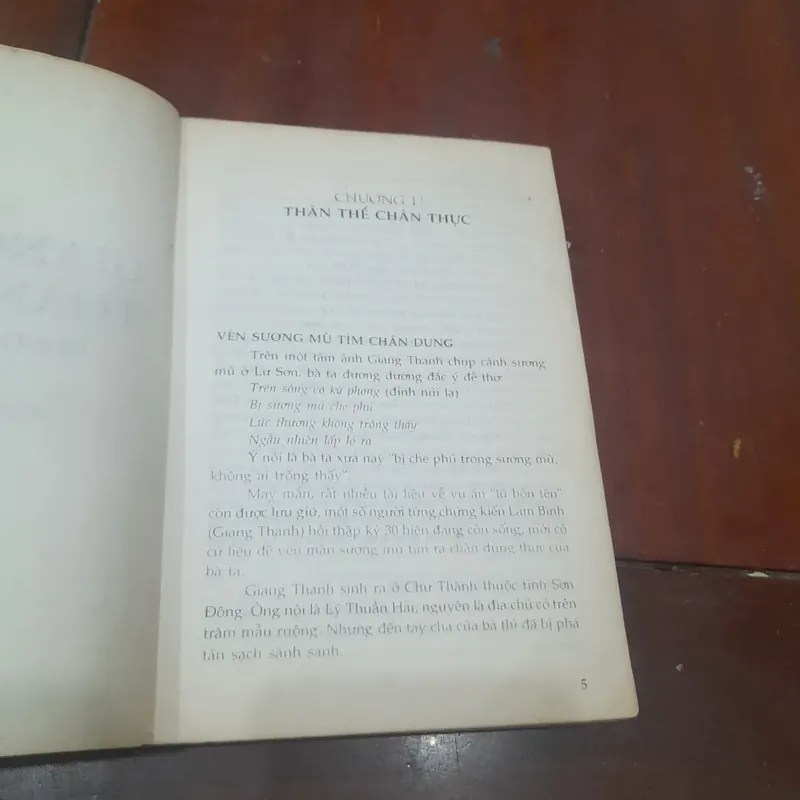 CHƯƠNG I
THÂN THẾ CHÂN THỰC
VÉN SƯƠNG MÙ TÌM CHÂN DUNG
Trên một tấm ảnh Giang Thanh chụp cảnh sương
mù ở Lư Sơn, bà ta dương dương đắc ý đề thơ
Trên sông có kỳ phong (đỉnh núi lạ)
Bị sương mù che phủ
Lúc thường không trông thấy
Ngẫu nhiên lấp ló ra
Ý nói là bà ta xưa nay "bị che phủ trong sương mù,
không ai trông thấy".
May mắn, rất nhiều tài liệu về vụ án "lũ bốn tên"
còn được lưu giữ, một số người từng chứng kiến Lam Bình
(Giang Thanh) hồi thập kỷ 30 hiện đang còn sống, mới có
cứ liệu để vén màn sương mù tìm ra chân dung thực của
bà ta.
Giang Thanh sinh ra ở Chư Thành thuộc tỉnh Sơn
Đông. Ông nội là Lý Thuần Hải, nguyên là địa chủ có trên
trăm mẫu ruộng. Nhưng đến tay cha của bà thì đã bị phá
tán sạch sành sanh.
5